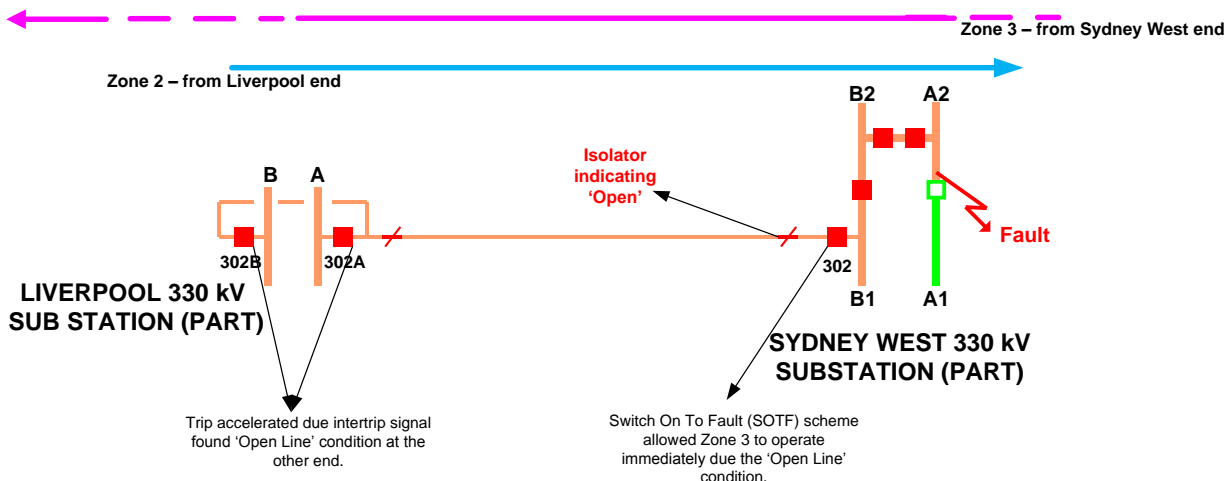 Zone 3 – from Sydney West end
Zone 2 – from Liverpool end
B2
A2
Isolator
indicating
‘Open’
B
A
Fault
302B
302A
302
LIVERPOOL 330 kV
SUB STATION (PART)
B1
A1
SYDNEY WEST 330 kV
SUBSTATION (PART)
Trip accelerated due intertrip signal
found ‘Open Line’ condition at the
other end.
Switch On To Fault (SOTF) scheme
allowed Zone 3 to operate
immediately due the ‘Open Line’
condition.